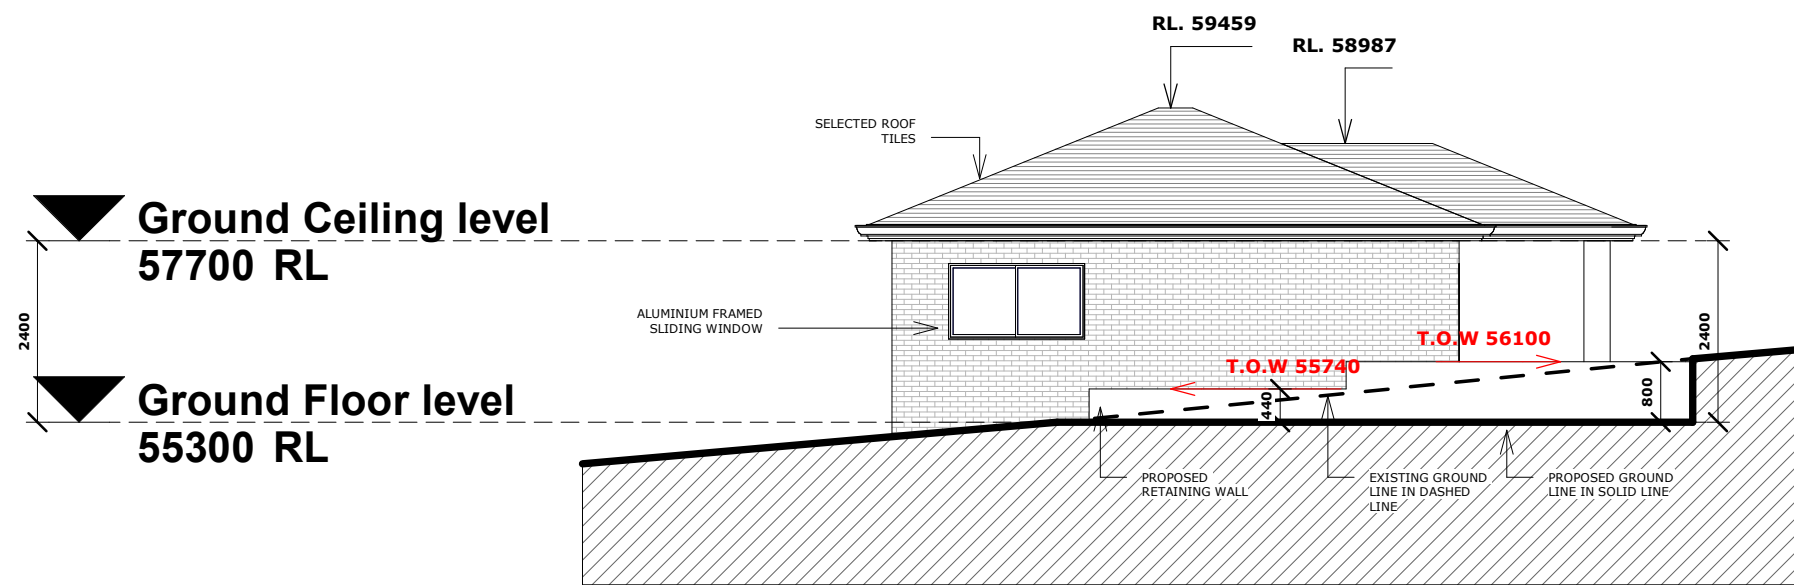 RL. 59459
RL. 58987
SELECTED ROOF
TILES
Ground Ceiling level
57700 RL
2400
ALUMINIUM FRAMED
SLIDING WINDOW
T.O.W 56100
T.O.W 55740
2400
800
440
Ground Floor level
55300 RL
PROPOSED
RETAINING WALL
EXISTING GROUND
LINE IN DASHED
LINE
PROPOSED GROUND
LINE IN SOLID LINE